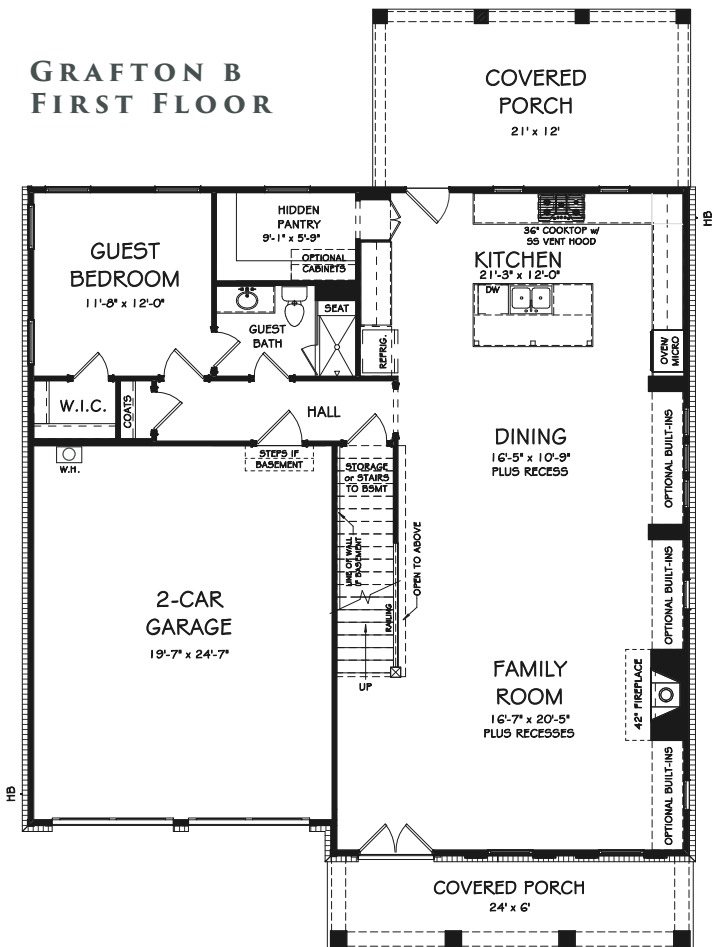 GRAFTON B
FIRST FLOOR
COVERED
PORCH
21' x 12'
HB
HIDDEN
PANTRY
9'-1" x 5'-9"
OPTIONAL
CABINETS
36" COOKTOP w/
SS VENT HOOD
KITCHEN
21'-3" x 12'-0"
DW
GUEST
BEDROOM
11'-8" x 12'-0"
GUEST
BATH
SEAT
REFRIG.
OVEN/
MICRO
W.I.C.
COATS
HALL
W.H.
STEPS IF
BASEMENT
STORAGE
or STAIRS
TO BSMT
DINING
16'-5" x 10'-9"
PLUS RECESS
OPTIONAL BUILT-INS
LINE OF WALL
IF BASEMENT
OPEN TO ABOVE
RAILING
UP
OPTIONAL BUILT-INS
2-CAR
GARAGE
19'-7" x 24'-7"
FAMILY
ROOM
16'-7" x 20'-5"
PLUS RECESSES
42" FIREPLACE
OPTIONAL BUILT-INS
HB
COVERED PORCH
24' x 6'